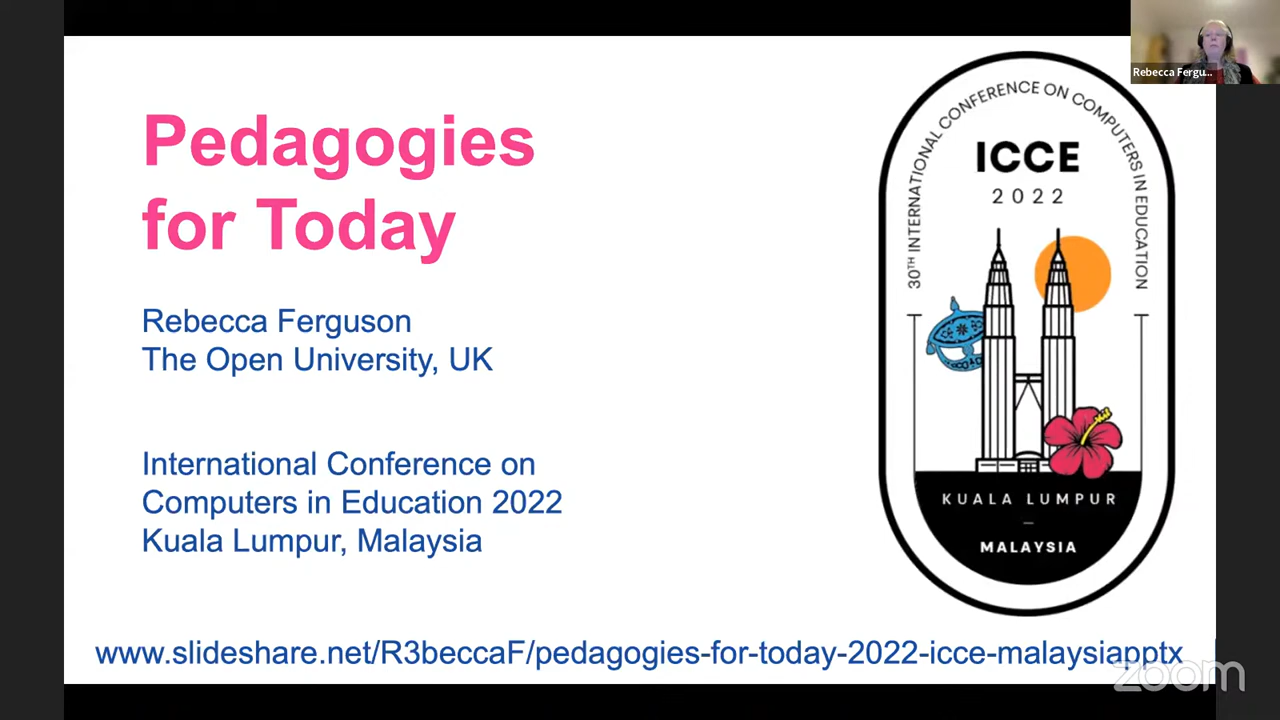 Pedagogies
for Today
Rebecca Ferguson
The Open University, UK
International Conference on
Computers in Education 2022
Kuala Lumpur, Malaysia
www.slideshare.net/R3beccaF/pedagogies-for-today-2022-icce-malaysiapptx
30TH INTERNATIONAL CONFERENCE ON COMPUTERS IN EDUCATION
ICCE
2022
KUALA LUMPUR
MALAYSIA
Rebecca Fergu...
zoom